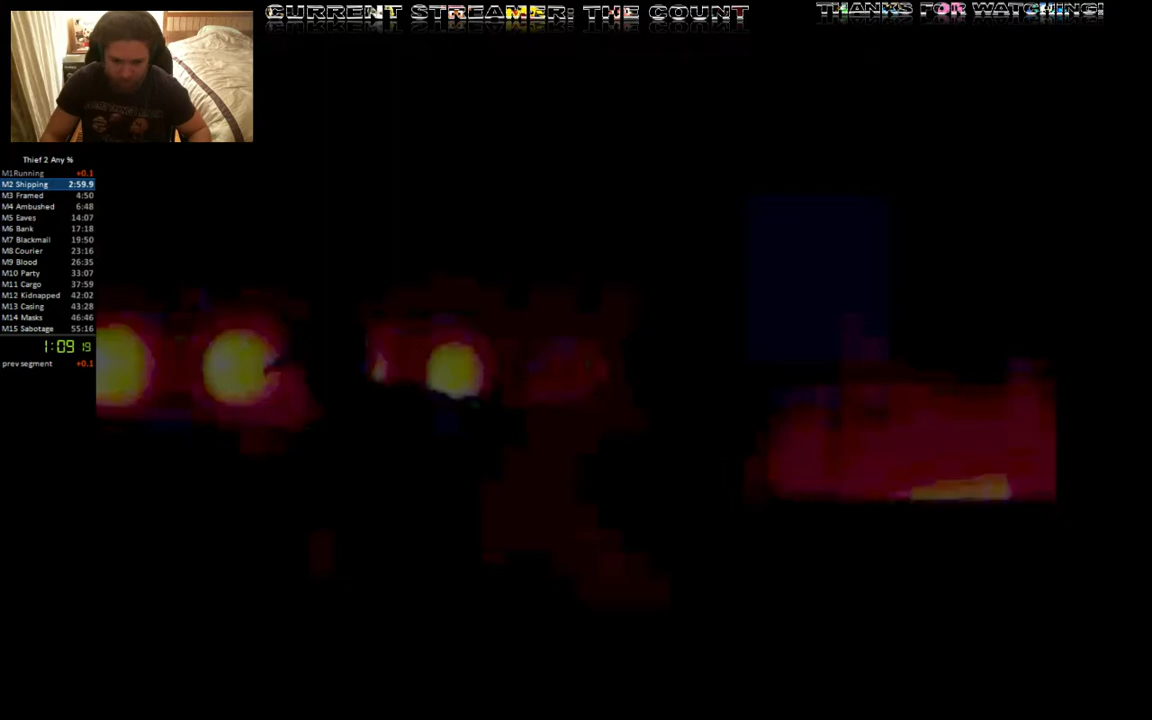 CURRENT STREAMER: THE COUNT
THANKS FOR WATCHING!
Thief 2 Any %
M1Running +0.1
M2 Shipping 2:59.9
M3 Framed 4:50
M4 Ambushed 6:48
M5 Eaves 14:07
M6 Bank 17:18
M7 Blackmail 19:50
M8 Courier 23:16
M9 Blood 26:35
M10 Party 33:07
M11 Cargo 37:59
M12 Kidnapped 42:02
M13 Casing 43:28
M14 Masks 46:46
M15 Sabotage 55:16
1:09 19
prev segment +0.1